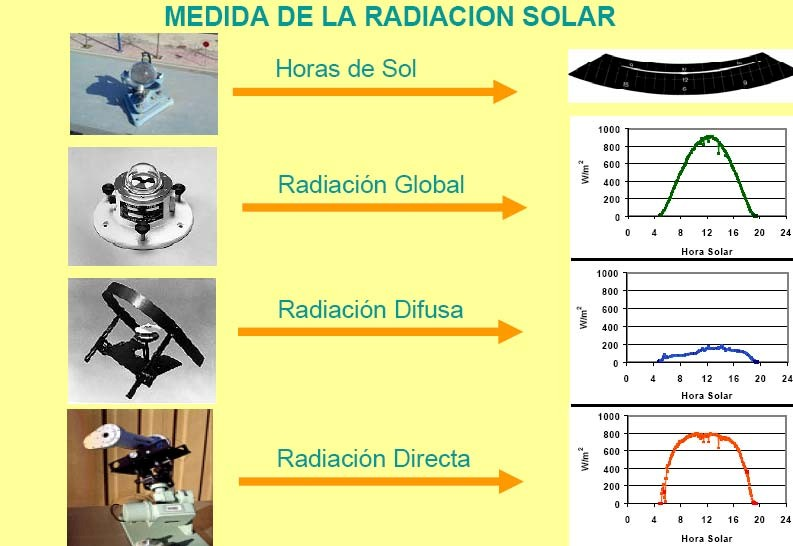 MEDIDA DE LA RADIACION SOLAR
Horas de Sol
Radiación Global
1000
800
600
400
200
0
W/m²
0 4 8 12 16 20 24
Hora Solar
Radiación Difusa
1000
800
600
400
200
0
W/m²
0 4 8 12 16 20 24
Hora Solar
Radiación Directa
1000
800
600
400
200
0
W/m²
0 4 8 12 16 20 24
Hora Solar